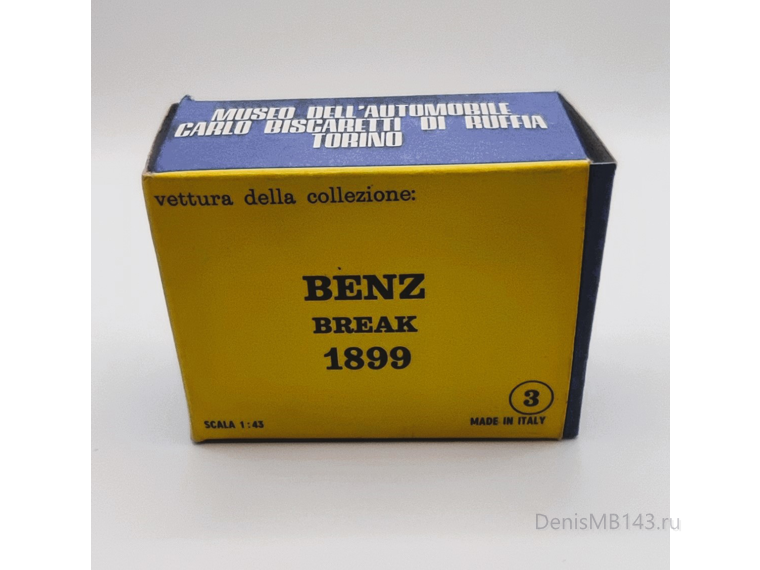 MUSEO DELL'AUTOMOBILE
CARLO BISCARETTI DI RUFFIA
TORINO
vettura della collezione:
BENZ
BREAK
1899
3
SCALA 1:43
MADE IN ITALY
DenisMB143.ru